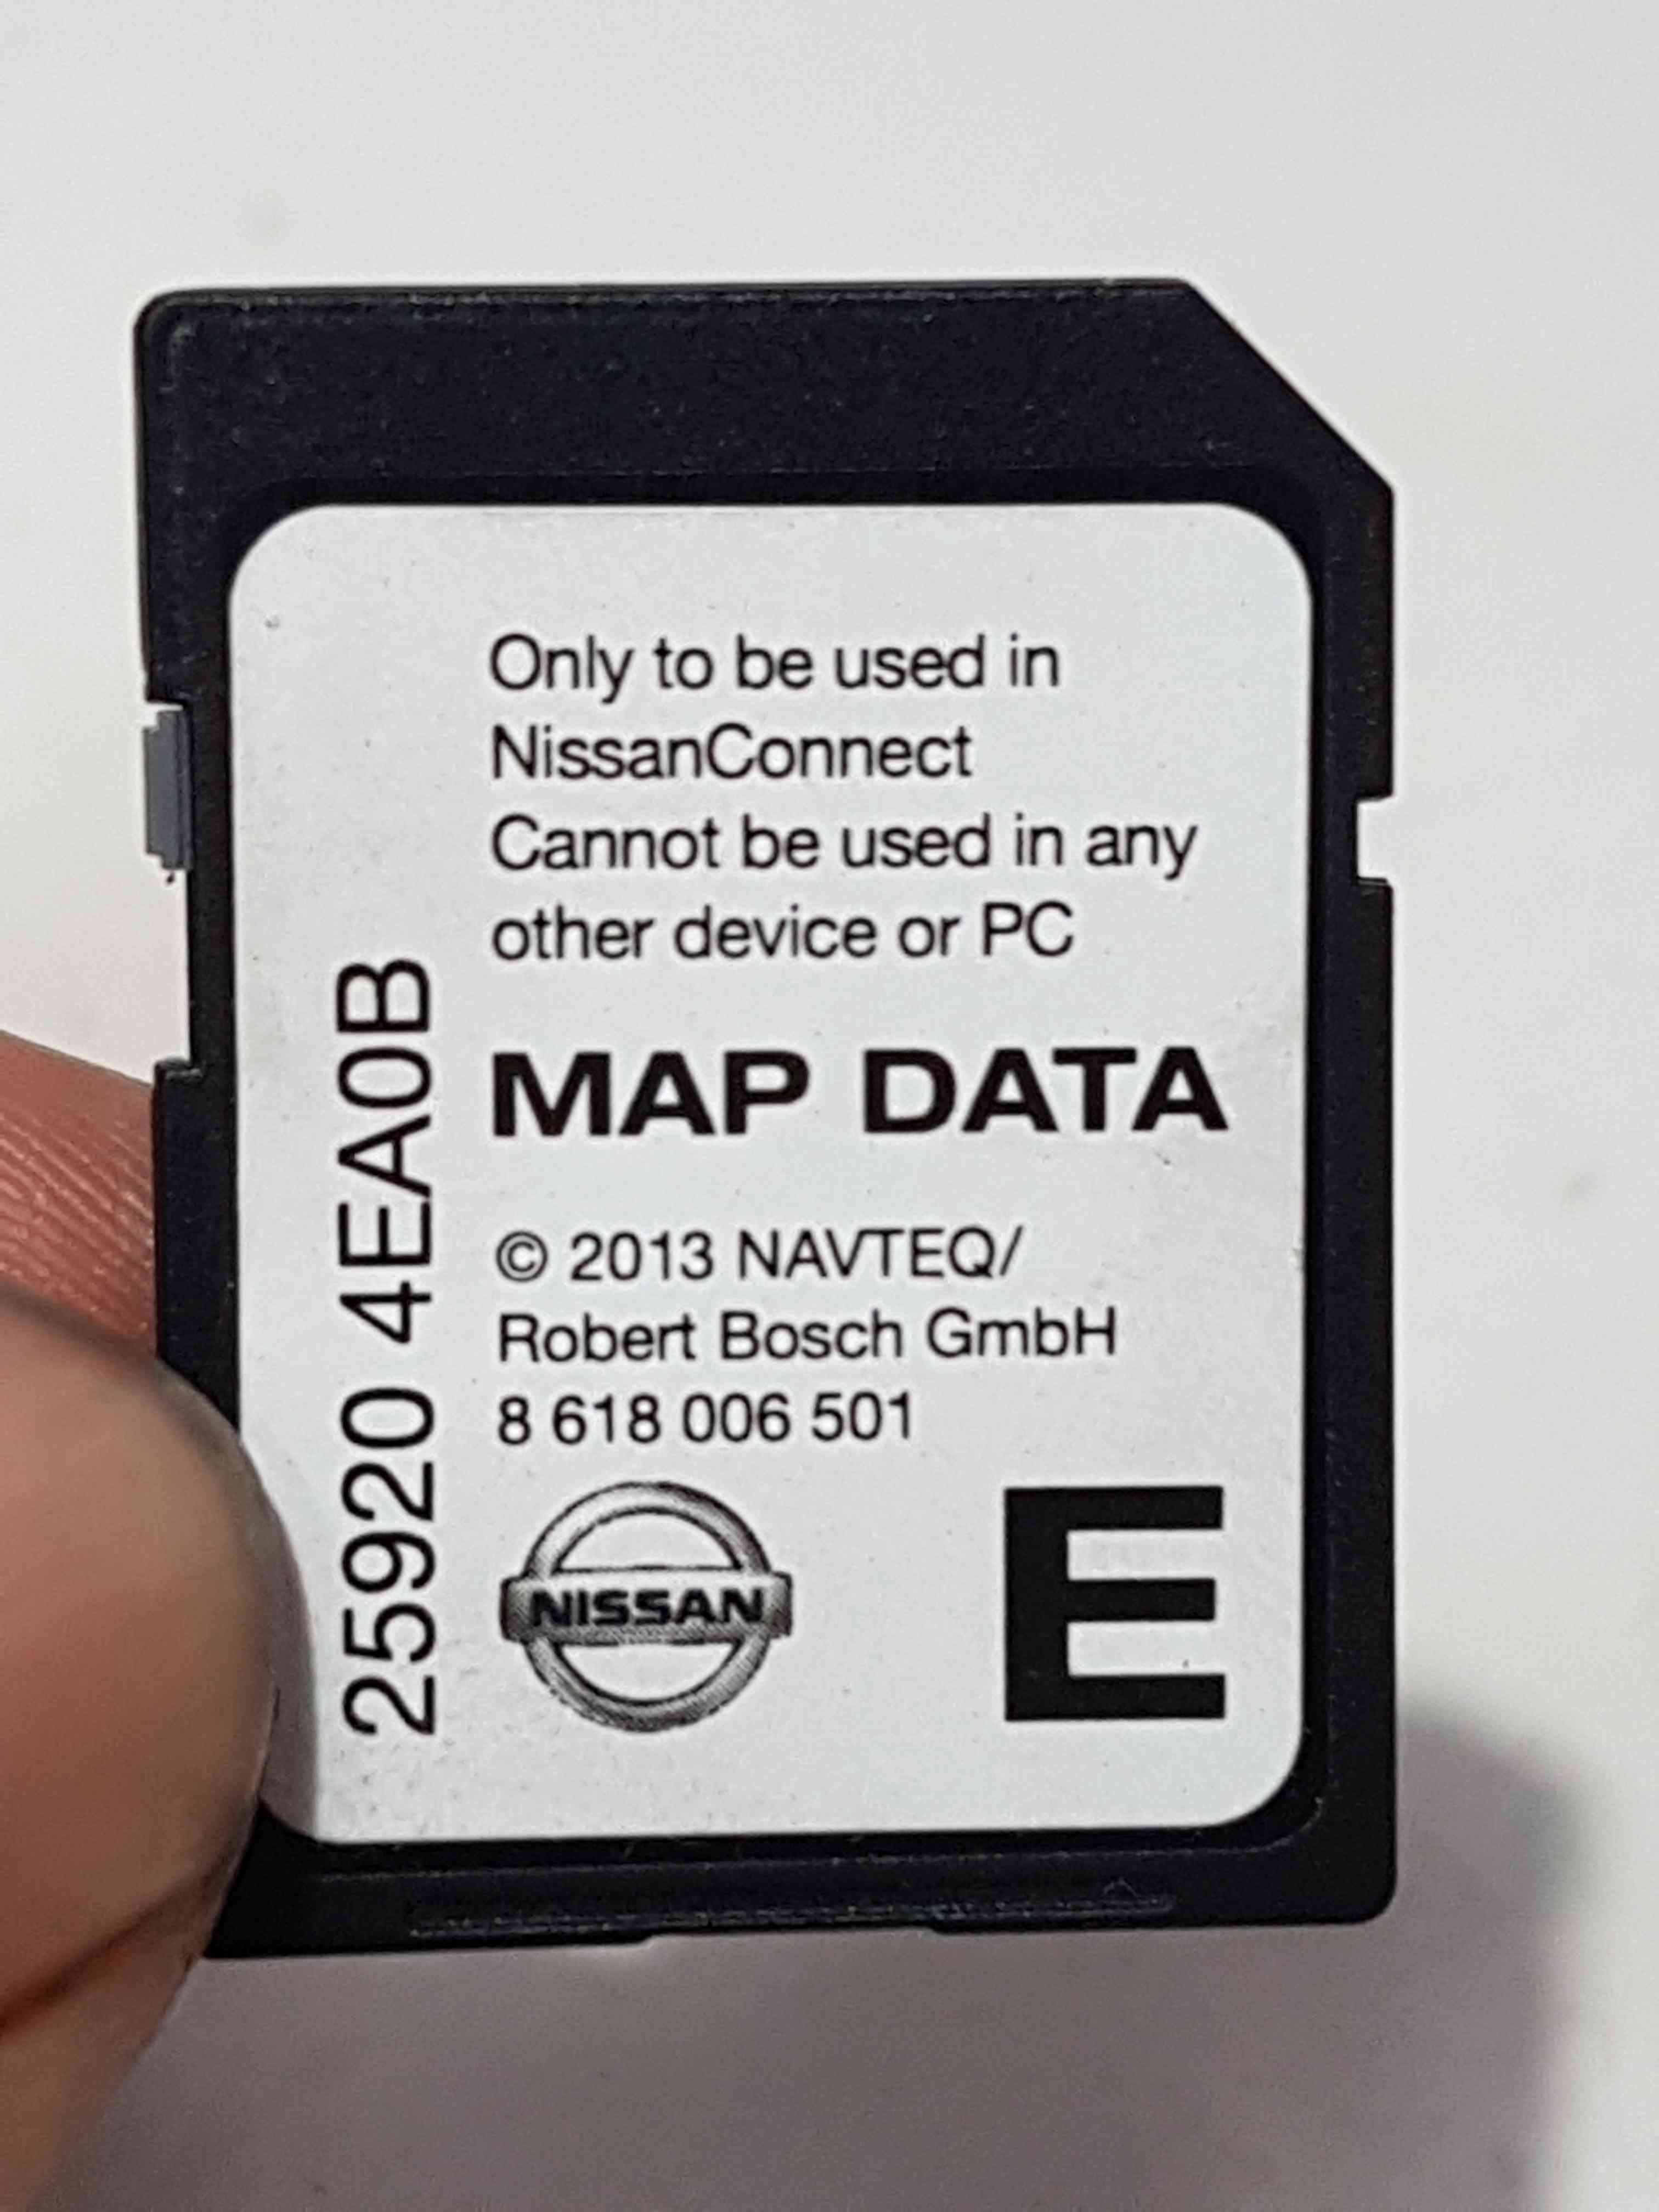 Only to be used in
NissanConnect
Cannot be used in any
other device or PC
MAP DATA
© 2013 NAVTEQ/
Robert Bosch GmbH
8 618 006 501
NISSAN
E
25920 4EA0B